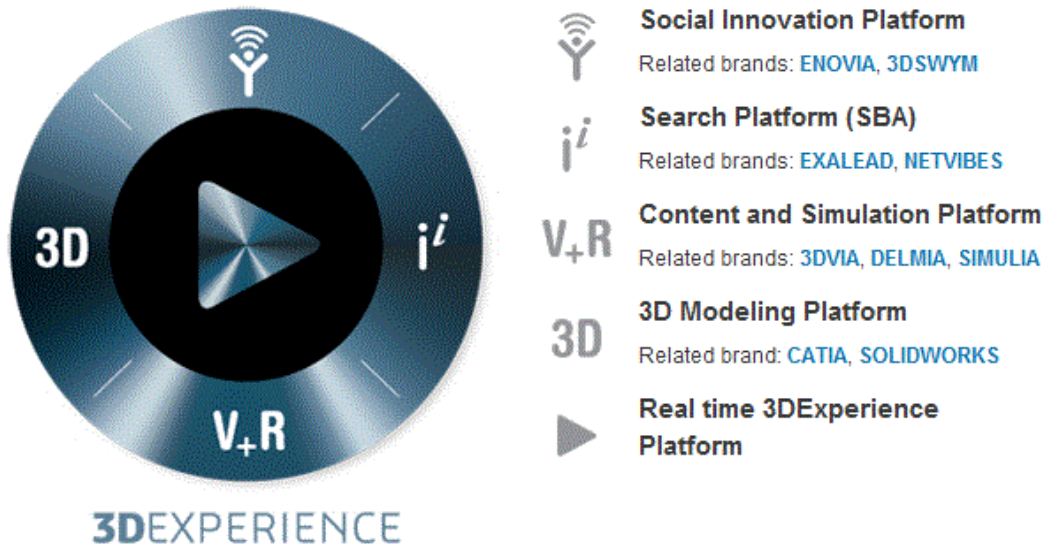 3D
i i
V+R
3DEXPERIENCE
Social Innovation Platform
Related brands: ENOVIA, 3DSWYM
i i
Search Platform (SBA)
Related brands: EXALEAD, NETVIBES
V+R
Content and Simulation Platform
Related brands: 3DVIA, DELMIA, SIMULIA
3D
3D Modeling Platform
Related brand: CATIA, SOLIDWORKS
Real time 3DExperience
Platform